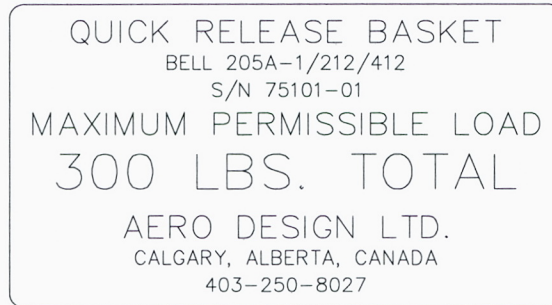 QUICK RELEASE BASKET
BELL 205A-1/212/412
S/N 75101-01
MAXIMUM PERMISSIBLE LOAD
300 LBS. TOTAL
AERO DESIGN LTD.
CALGARY, ALBERTA, CANADA
403-250-8027